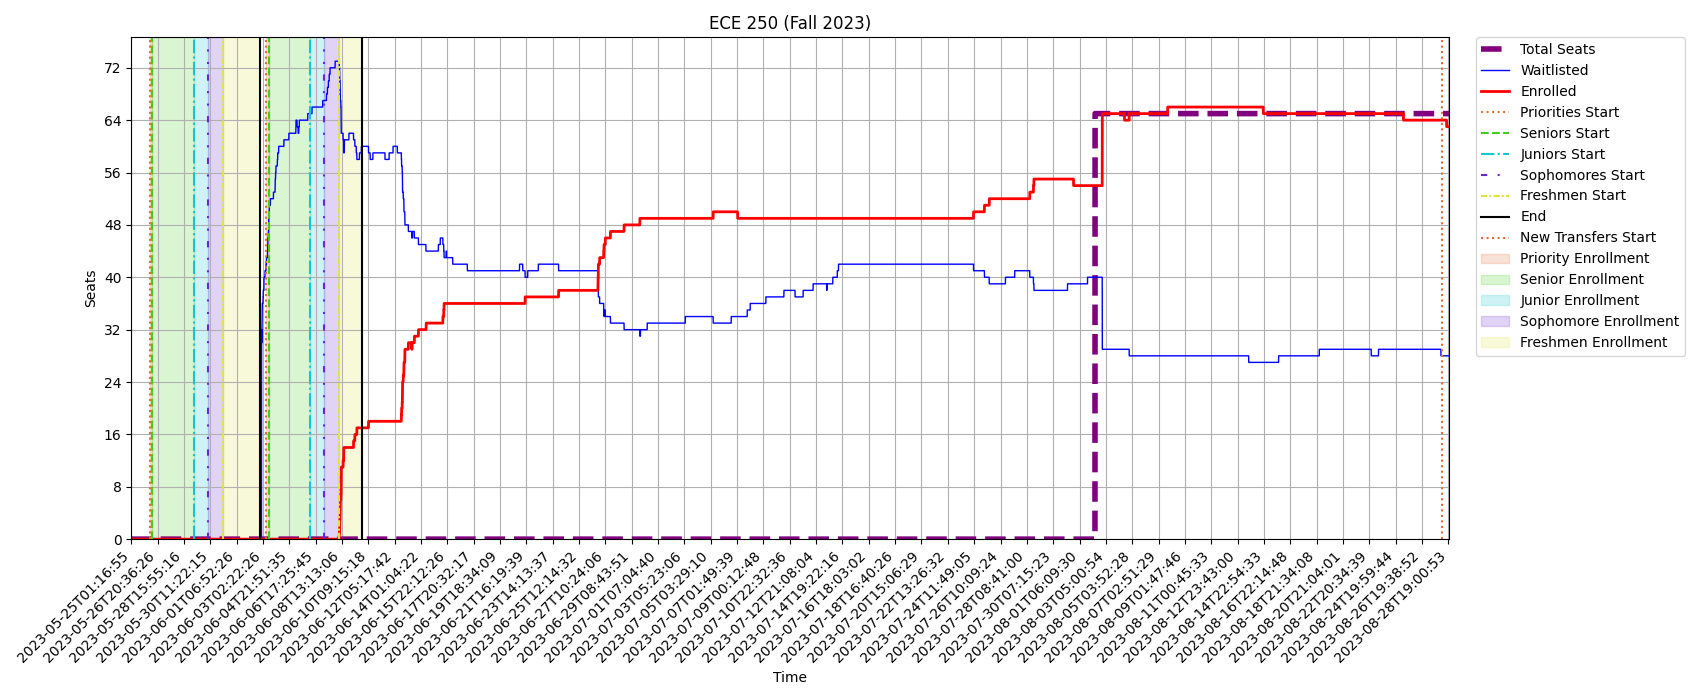 ECE 250 (Fall 2023)
Total Seats
Waitlisted
Enrolled
Priorities Start
Seniors Start
Juniors Start
Sophomores Start
Freshmen Start
End
New Transfers Start
Priority Enrollment
Senior Enrollment
Junior Enrollment
Sophomore Enrollment
Freshmen Enrollment
Seats
72
64
56
48
40
32
24
16
8
0
2023-05-25T01:16:55
2023-05-26T20:36:26
2023-05-28T15:55:16
2023-05-30T11:22:15
2023-06-01T06:52:26
2023-06-03T02:22:26
2023-06-04T21:51:35
2023-06-06T17:25:45
2023-06-08T13:13:06
2023-06-10T09:15:18
2023-06-12T05:17:42
2023-06-14T01:04:22
2023-06-15T22:12:26
2023-06-17T20:32:17
2023-06-19T18:34:09
2023-06-21T16:19:39
2023-06-23T14:13:37
2023-06-25T12:14:32
2023-06-27T10:24:06
2023-06-29T08:43:51
2023-07-01T07:04:40
2023-07-03T05:23:06
2023-07-05T03:29:10
2023-07-07T01:49:39
2023-07-09T00:12:48
2023-07-10T22:32:36
2023-07-12T21:08:04
2023-07-14T19:22:16
2023-07-16T18:03:02
2023-07-18T16:40:26
2023-07-20T15:06:29
2023-07-22T13:26:32
2023-07-24T11:49:05
2023-07-26T10:09:24
2023-07-28T08:41:00
2023-07-30T07:15:23
2023-08-01T06:09:30
2023-08-03T05:00:54
2023-08-05T03:52:28
2023-08-07T02:51:29
2023-08-09T01:47:46
2023-08-11T00:45:33
2023-08-12T23:43:00
2023-08-14T22:54:33
2023-08-16T22:14:48
2023-08-18T21:34:08
2023-08-20T21:04:01
2023-08-22T20:34:39
2023-08-24T19:59:44
2023-08-26T19:38:52
2023-08-28T19:00:53
Time